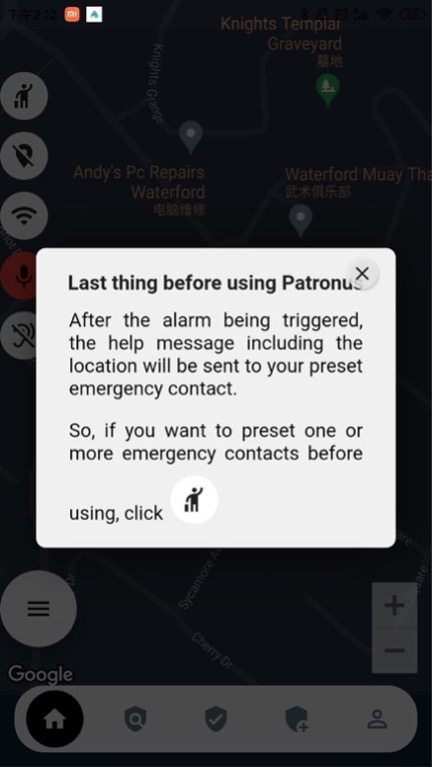 下午2:12
Knights Templar
Graveyard
墓地
Knights Grange
Andy's Pc Repairs
Waterford
电脑维修
Waterford Muay Tha
武术俱乐部
Last thing before using Patronus
After the alarm being triggered,
the help message including the
location will be sent to your preset
emergency contact.
So, if you want to preset one or
more emergency contacts before
using, click
Sycamore A
Dr
Cherry Dr
Square
Google